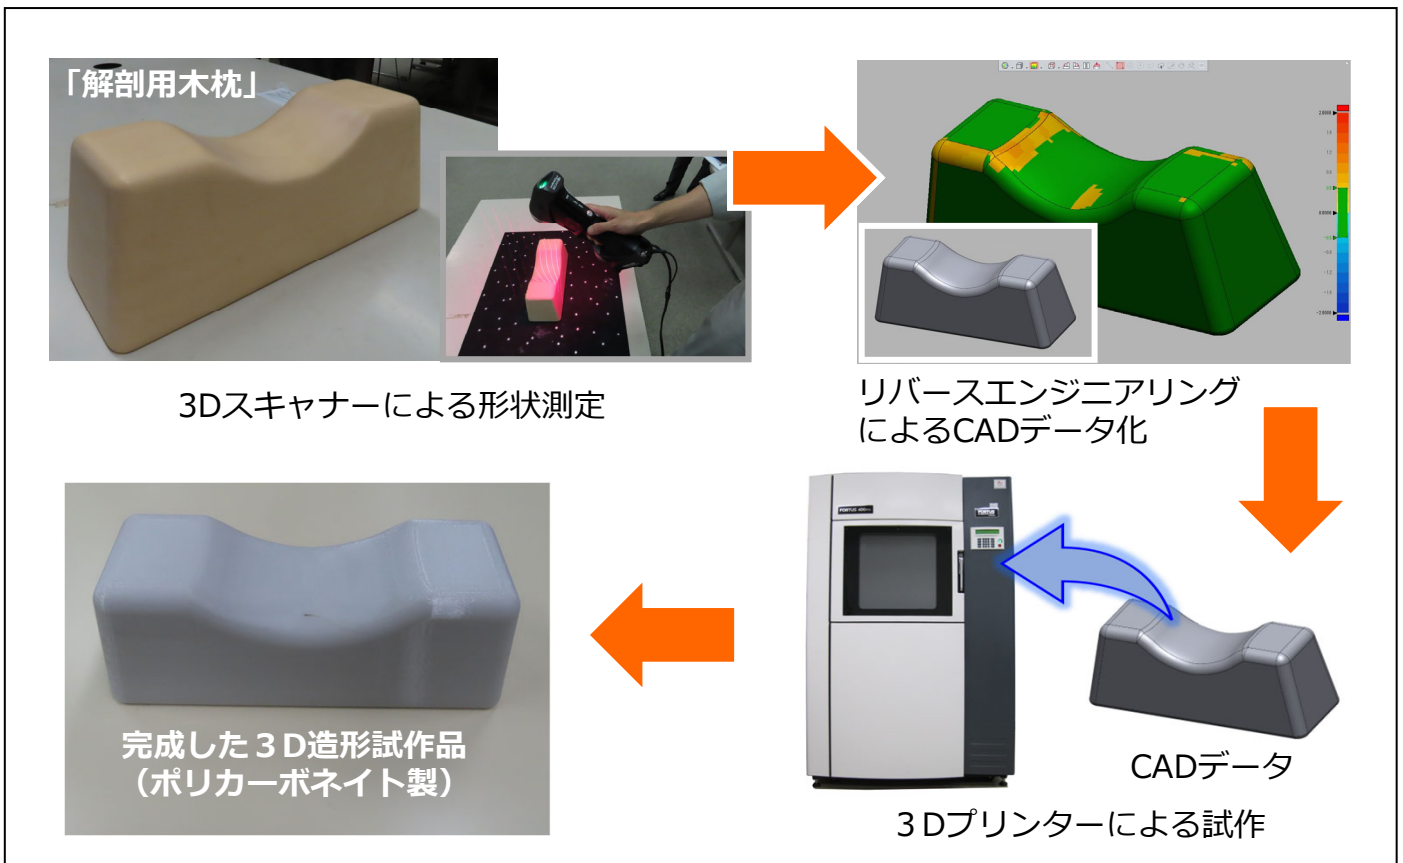 「解剖用木枕」
3Dスキャナーによる形状測定
リバースエンジニアリング
によるCADデータ化
FORTUS
CADデータ
３Dプリンターによる試作
完成した３D造形試作品
（ポリカーボネイト製）